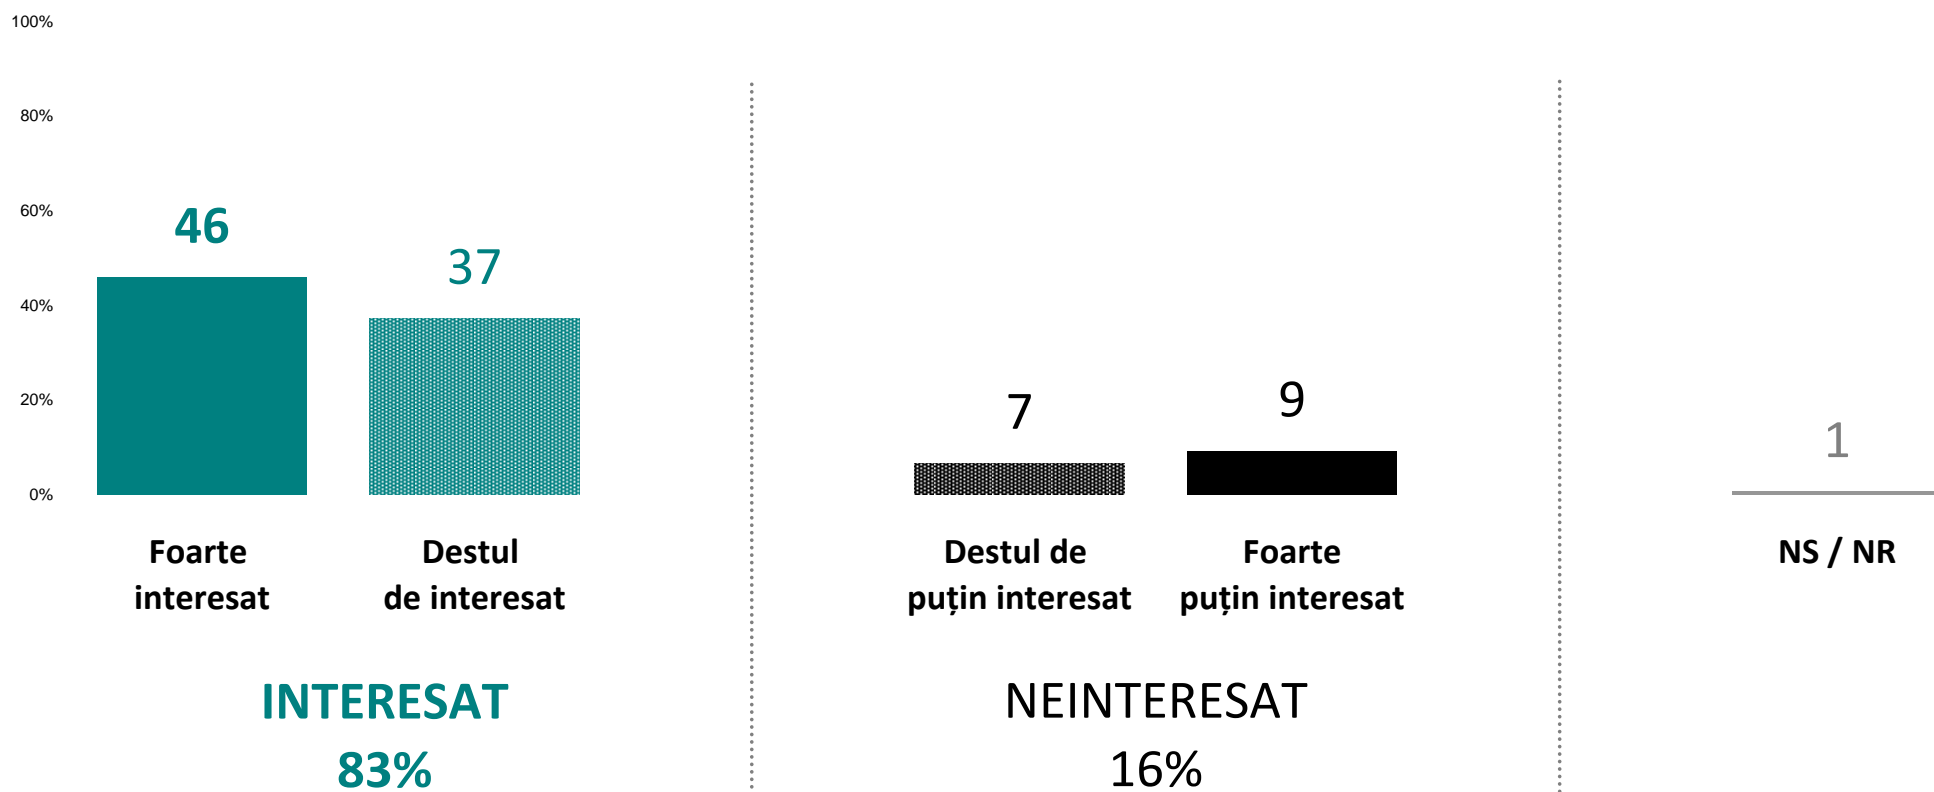 100%
80%
60%
40%
20%
0%
46
37
7
9
1
Foarte
interesat
Destul
de interesat
Destul de
puțin interesat
Foarte
puțin interesat
NS / NR
INTERESAT
83%
NEINTERESAT
16%